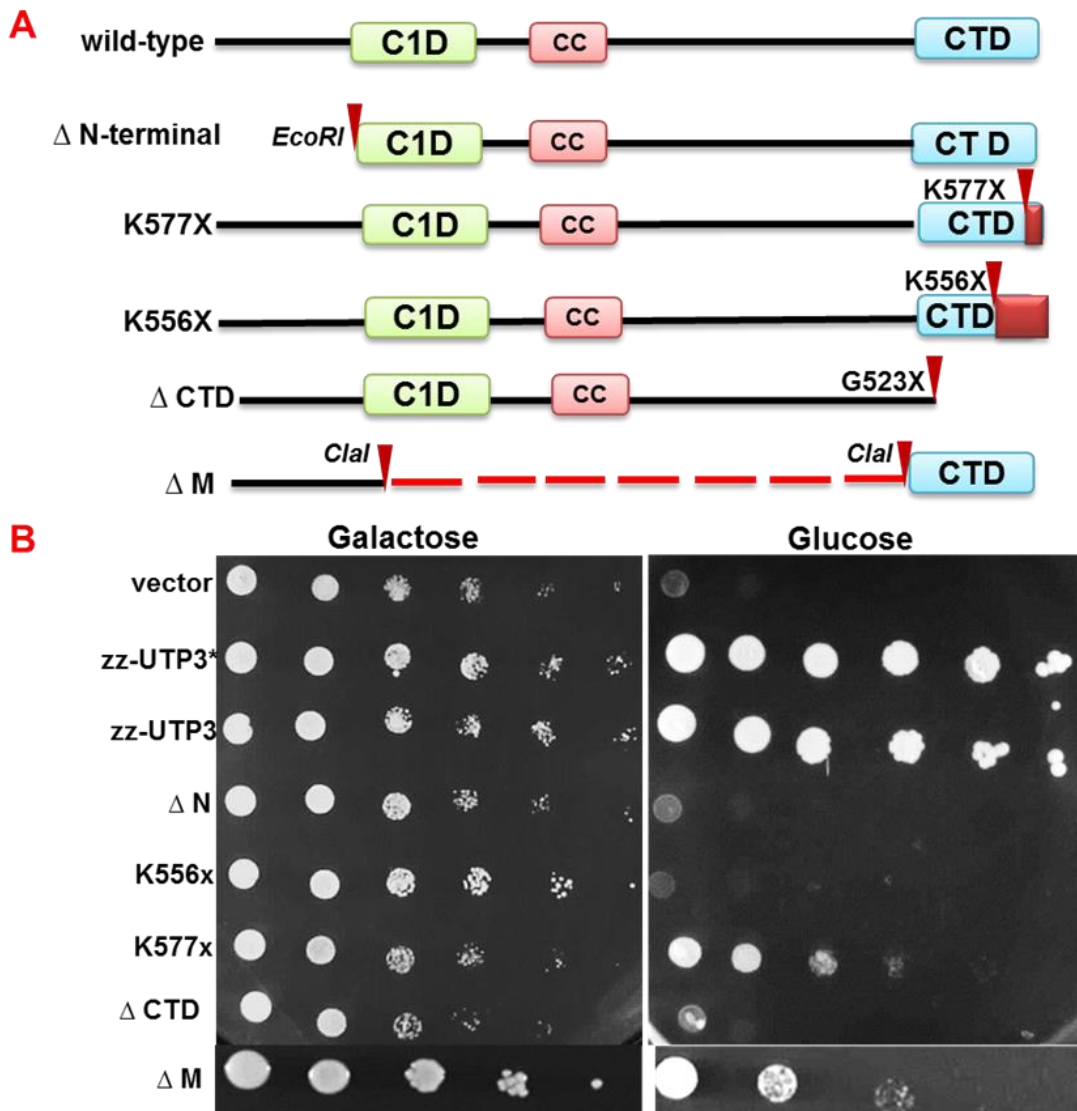 A
wild-type C1D CC CTD
Δ N-terminal EcoRI C1D CC CT D
K577X
K577X C1D CC CTD
K556X
K556X C1D CC CTD
G523X
Δ CTD C1D CC
ClaI ClaI
Δ M CTD
B
Galactose Glucose
vector
zz-UTP3*
zz-UTP3
Δ N
K556x
K577x
Δ CTD
Δ M